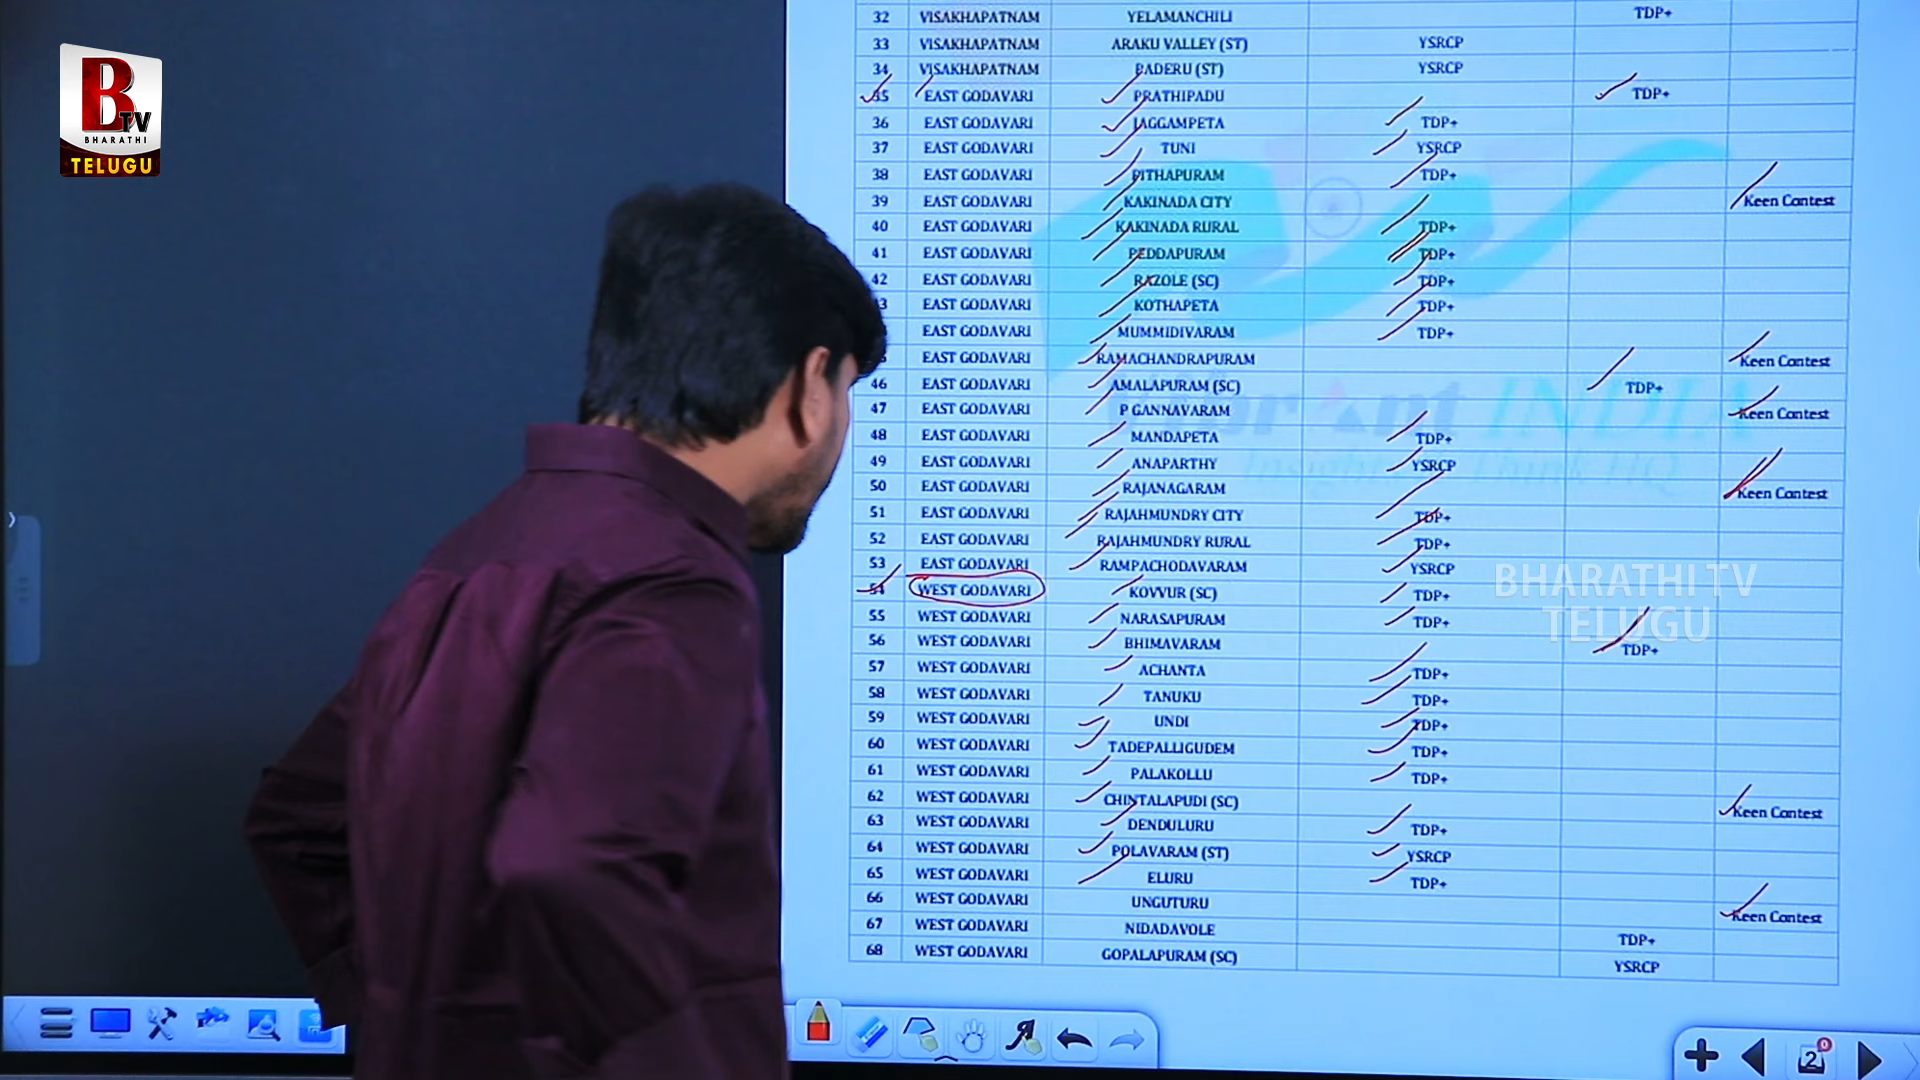 B TV
BHARATHI
TELUGU
32 VISAKHAPATNAM YELAMANCHILI TDP+
33 VISAKHAPATNAM ARAKU VALLEY (ST) YSRCP
34 VISAKHAPATNAM PADERU (ST) YSRCP
35 EAST GODAVARI PRATHIPADU TDP+
36 EAST GODAVARI JAGGAMPETA TDP+
37 EAST GODAVARI TUNI YSRCP
38 EAST GODAVARI PITHAPURAM TDP+
39 EAST GODAVARI KAKINADA CITY Keen Contest
40 EAST GODAVARI KAKINADA RURAL TDP+
41 EAST GODAVARI PEDDAPURAM TDP+
42 EAST GODAVARI RAZOLE (SC) TDP+
3 EAST GODAVARI KOTHAPETA TDP+
EAST GODAVARI MUMMIDIVARAM TDP+
5 EAST GODAVARI RAMACHANDRAPURAM Keen Contest
46 EAST GODAVARI AMALAPURAM (SC) TDP+
47 EAST GODAVARI P GANNAVARAM Keen Contest
48 EAST GODAVARI MANDAPETA TDP+
49 EAST GODAVARI ANAPARTHY YSRCP
50 EAST GODAVARI RAJANAGARAM Keen Contest
51 EAST GODAVARI RAJAHMUNDRY CITY TDP+
52 EAST GODAVARI RAJAHMUNDRY RURAL TDP+
53 EAST GODAVARI RAMPACHODAVARAM YSRCP
54 WEST GODAVARI KOVVUR (SC) TDP+
55 WEST GODAVARI NARASAPURAM TDP+
56 WEST GODAVARI BHIMAVARAM TDP+
57 WEST GODAVARI ACHANTA TDP+
58 WEST GODAVARI TANUKU TDP+
59 WEST GODAVARI UNDI TDP+
60 WEST GODAVARI TADEPALLIGUDEM TDP+
61 WEST GODAVARI PALAKOLLU TDP+
62 WEST GODAVARI CHINTALAPUDI (SC) Keen Contest
63 WEST GODAVARI DENDULURU TDP+
64 WEST GODAVARI POLAVARAM (ST) YSRCP
65 WEST GODAVARI ELURU TDP+
66 WEST GODAVARI UNGUTURU Keen Contest
67 WEST GODAVARI NIDADAVOLE TDP+
68 WEST GODAVARI GOPALAPURAM (SC) YSRCP
INDIA
BHARATHI TV
TELUGU
2
0